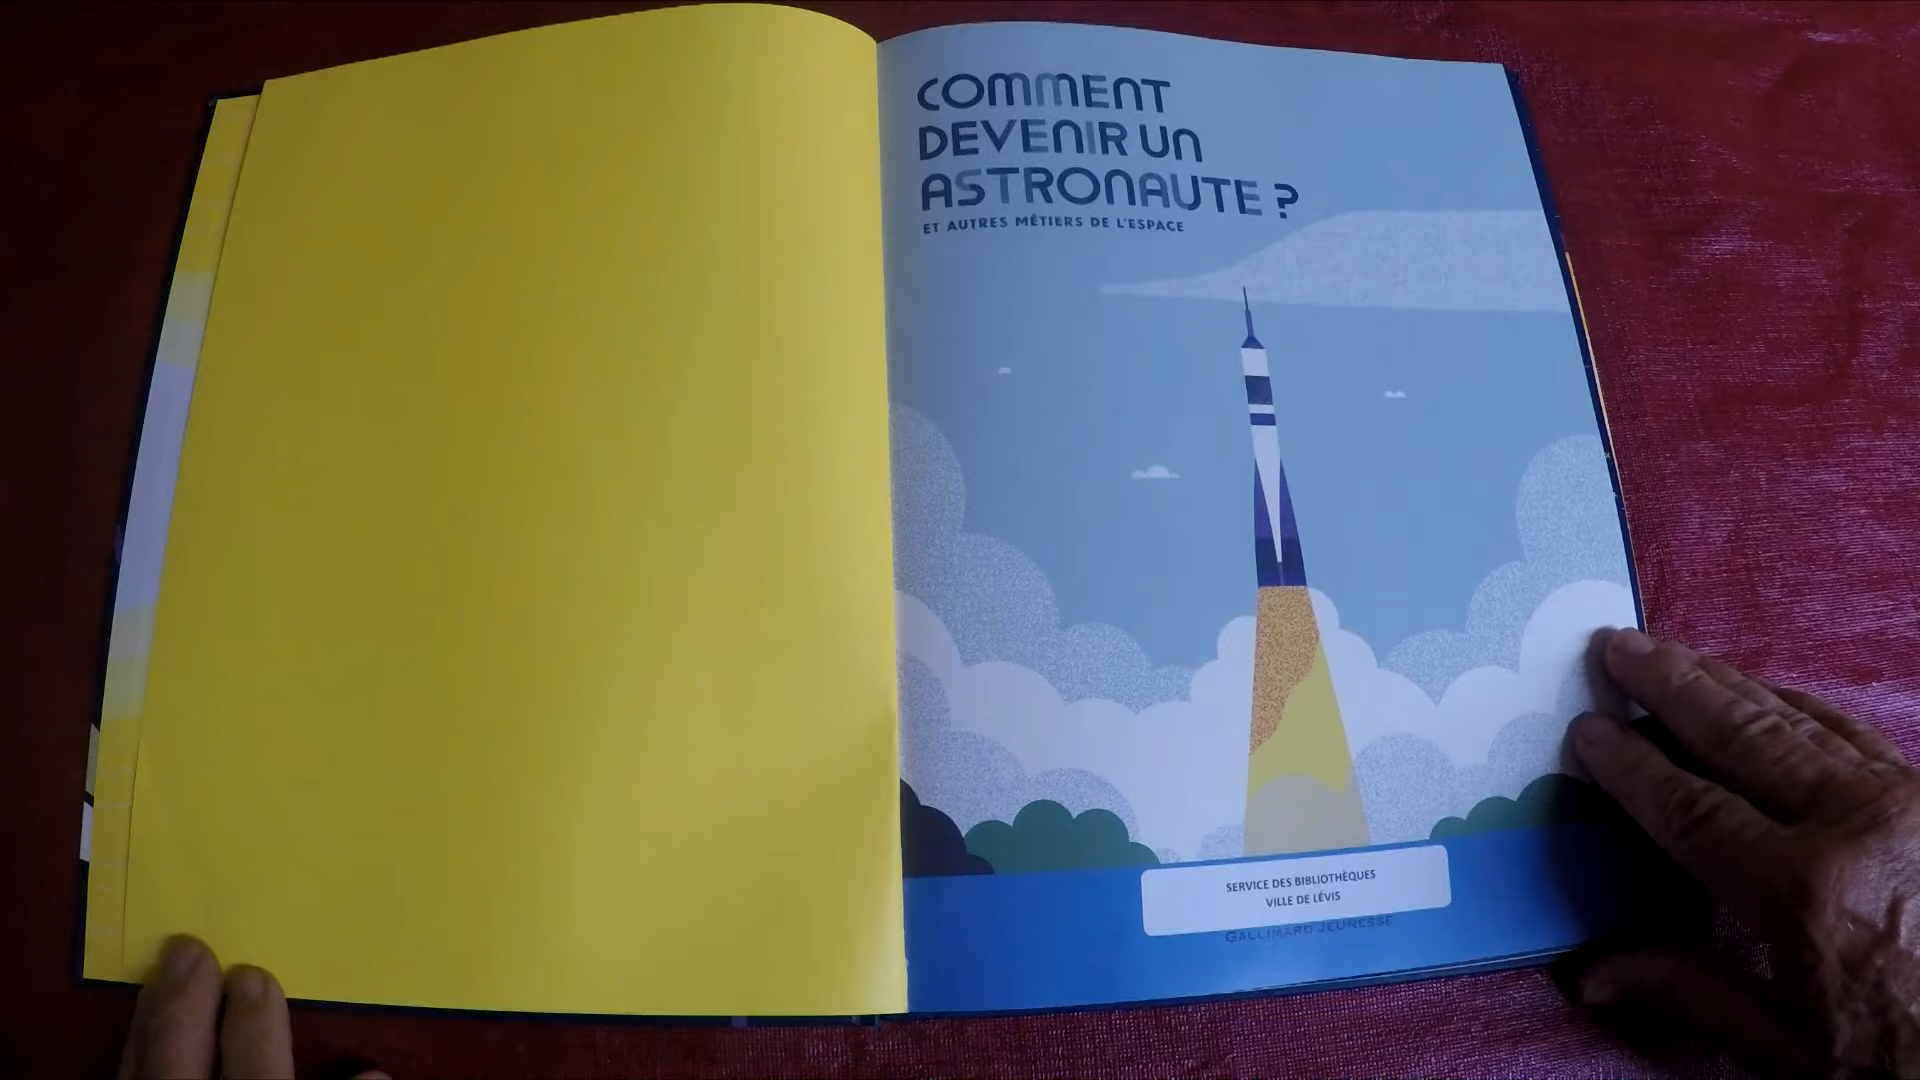 COMMENT
DEVENIR UN
ASTRONAUTE ?
ET AUTRES MÉTIERS DE L'ESPACE
SERVICE DES BIBLIOTHÈQUES
VILLE DE LÉVIS
GALLIMARD JEUNESSE